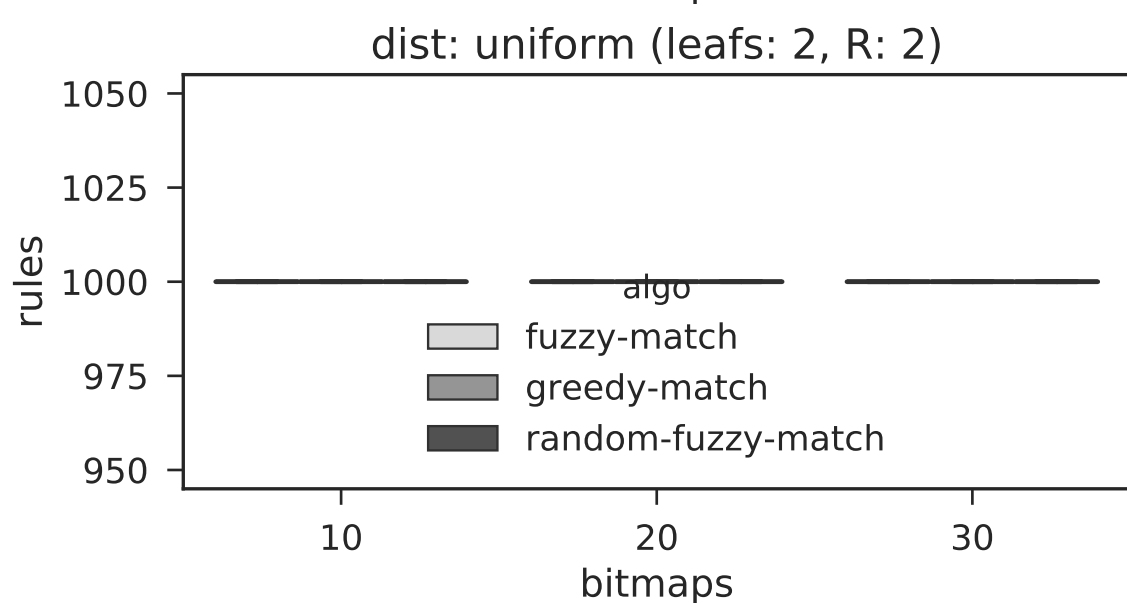 dist: uniform (leafs: 2, R: 2)
1050
1025
1000
975
950
rules
algo
fuzzy-match
greedy-match
random-fuzzy-match
10 20 30
bitmaps